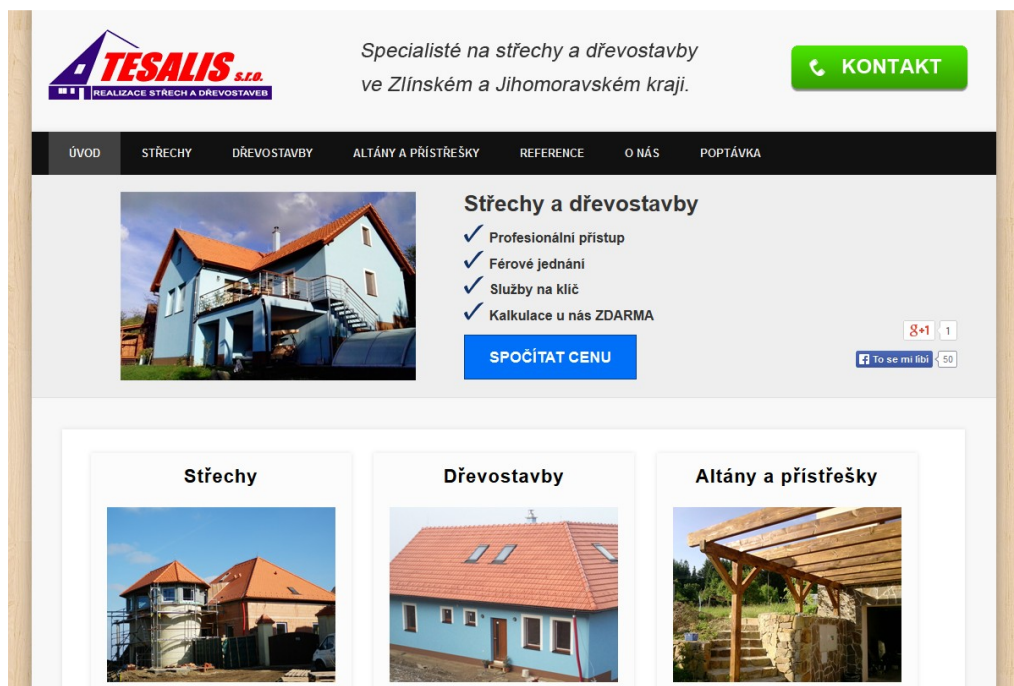 TESALIS s.r.o.
REALIZACE STŘECH A DŘEVOSTAVEB
Specialisté na střechy a dřevostavby
ve Zlínském a Jihomoravském kraji.
KONTAKT
ÚVOD STŘECHY DŘEVOSTAVBY ALTÁNY A PŘÍSTŘEŠKY REFERENCE O NÁS POPTÁVKA
Střechy a dřevostavby
Profesionální přístup
Férové jednání
Služby na klíč
Kalkulace u nás ZDARMA
SPOČÍTAT CENU
g+1 1
To se mi líbí 50
Střechy Dřevostavby Altány a přístřešky